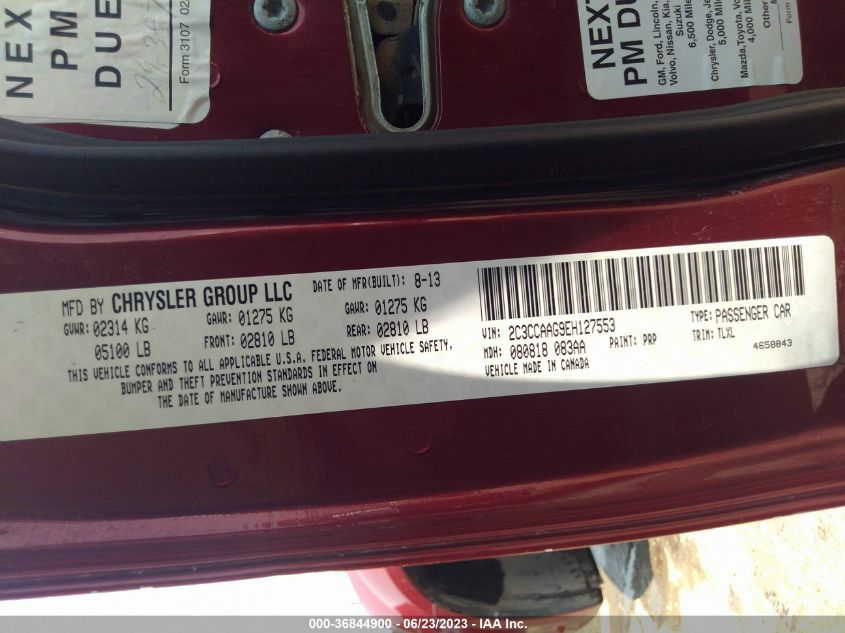 NEX
PM
DUE
Form 3107 02
NEXT
PM DU
GM, Ford, Lincoln,
Volvo, Nissan, Kia,
Suzuki
6,500 Mile
Chrysler, Dodge, Je
5,000 Mile
Mazda, Toyota, Vo
4,000 Mile
Other
Form
MFD BY CHRYSLER GROUP LLC
DATE OF MFR(BUILT): 8-13
GVWR: 02314 KG
GAWR: 01275 KG
GAWR: 01275 KG
05100 LB
FRONT: 02810 LB
REAR: 02810 LB
THIS VEHICLE CONFORMS TO ALL APPLICABLE U.S.A. FEDERAL MOTOR VEHICLE SAFETY,
BUMPER AND THEFT PREVENTION STANDARDS IN EFFECT ON
THE DATE OF MANUFACTURE SHOWN ABOVE.
VIN: 2C3CCAAG9EH127553
TYPE: PASSENGER CAR
MDH: 080818 083AA
PAINT: PRP
TRIM: TLXL
VEHICLE MADE IN CANADA
4658843
000-36844900 - 06/23/2023 - IAA Inc.